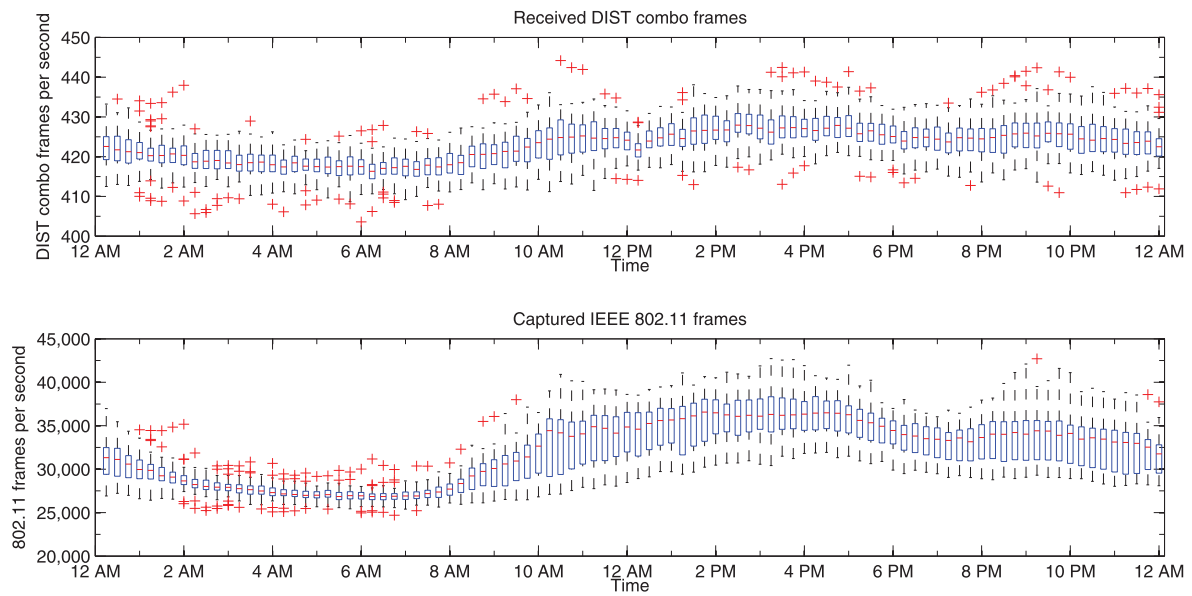 Received DIST combo frames
DIST combo frames per second
450
440
430
420
410
400
12 AM 2 AM 4 AM 6 AM 8 AM 10 AM 12 PM 2 PM 4 PM 6 PM 8 PM 10 PM 12 AM
Time
Captured IEEE 802.11 frames
802.11 frames per second
45,000
40,000
35,000
30,000
25,000
20,000
12 AM 2 AM 4 AM 6 AM 8 AM 10 AM 12 PM 2 PM 4 PM 6 PM 8 PM 10 PM 12 AM
Time